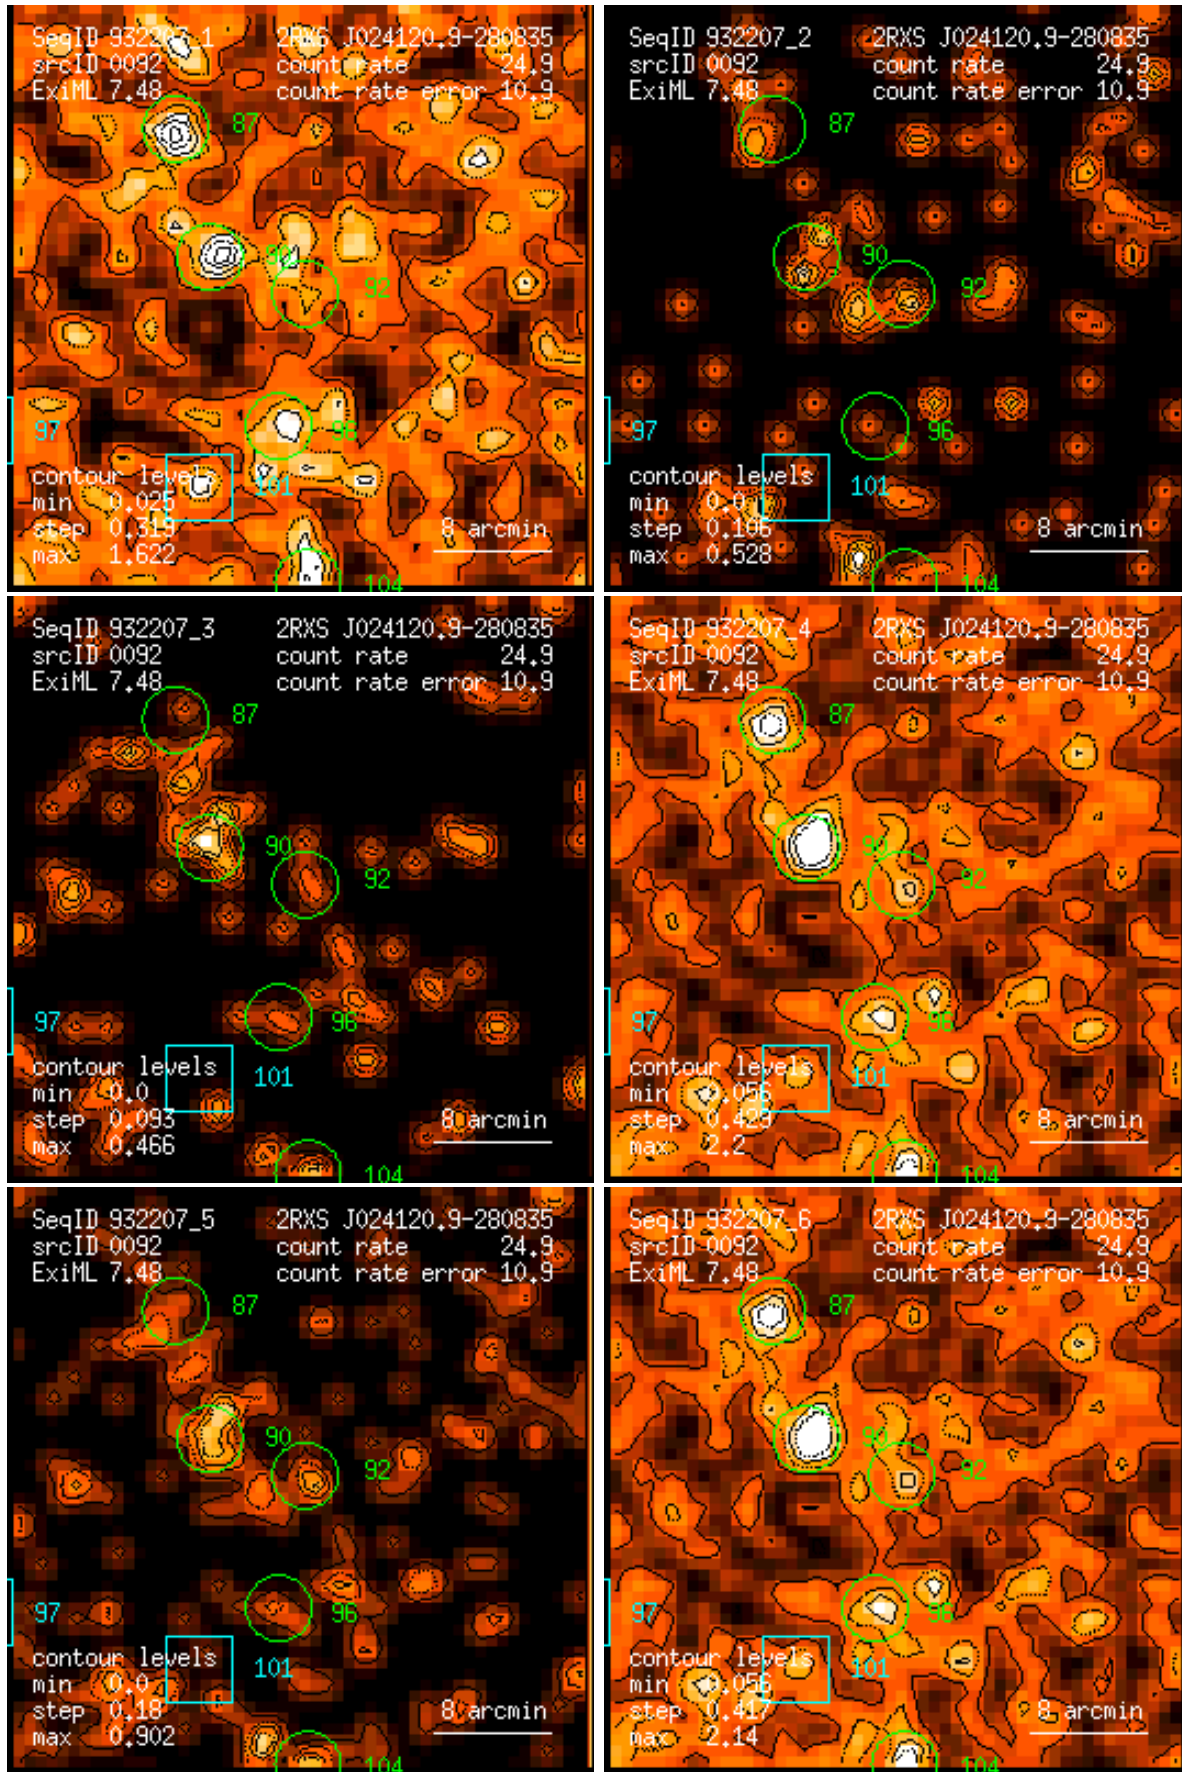 SeqID 932207_1 2RXS J024120.9-280835
srcID 0092 count rate 24.9
ExiML 7.48 count rate error 10.9
87
90
92
97 96
contour levels
101
min 0.025
step 0.319 8 arcmin
max 1.622
104
SeqID 932207_2 2RXS J024120.9-280835
srcID 0092 count rate 24.9
ExiML 7.48 count rate error 10.9
87
90
92
97 96
contour levels
101
min 0.0
step 0.106 8 arcmin
max 0.528
104
SeqID 932207_3 2RXS J024120.9-280835
srcID 0092 count rate 24.9
ExiML 7.48 count rate error 10.9
87
90
92
97 96
contour levels
101
min 0.0
step 0.093 8 arcmin
max 0.466
104
SeqID 932207_4 2RXS J024120.9-280835
srcID 0092 count rate 24.9
ExiML 7.48 count rate error 10.9
87
90
92
97 96
contour levels
101
min 0.056
step 0.429 8 arcmin
max 2.2
104
SeqID 932207_5 2RXS J024120.9-280835
srcID 0092 count rate 24.9
ExiML 7.48 count rate error 10.9
87
90
92
97 96
contour levels
101
min 0.0
step 0.18 8 arcmin
max 0.902
104
SeqID 932207_6 2RXS J024120.9-280835
srcID 0092 count rate 24.9
ExiML 7.48 count rate error 10.9
87
90
92
97 96
contour levels
101
min 0.056
step 0.417 8 arcmin
max 2.14
104